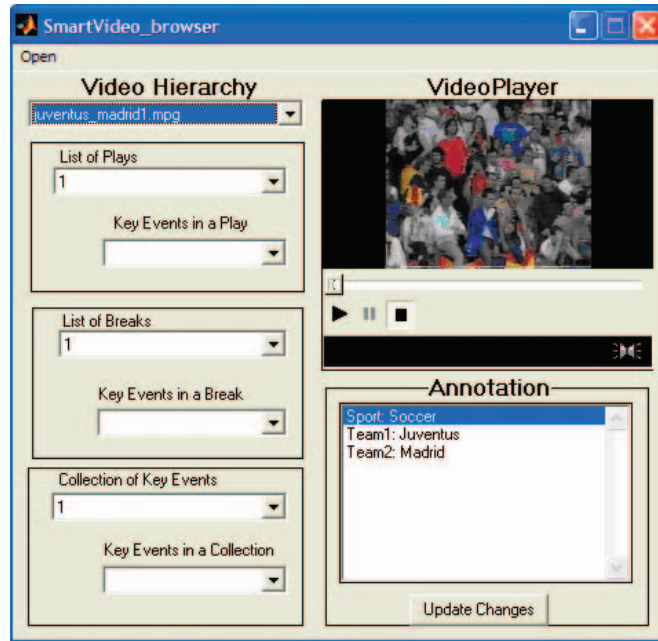 SmartVideo_browser
Open
Video Hierarchy
juventus_madrid1.mpg
List of Plays
1
Key Events in a Play
List of Breaks
1
Key Events in a Break
Collection of Key Events
1
Key Events in a Collection
VideoPlayer
Annotation
Sport: Soccer
Team1: Juventus
Team2: Madrid
Update Changes